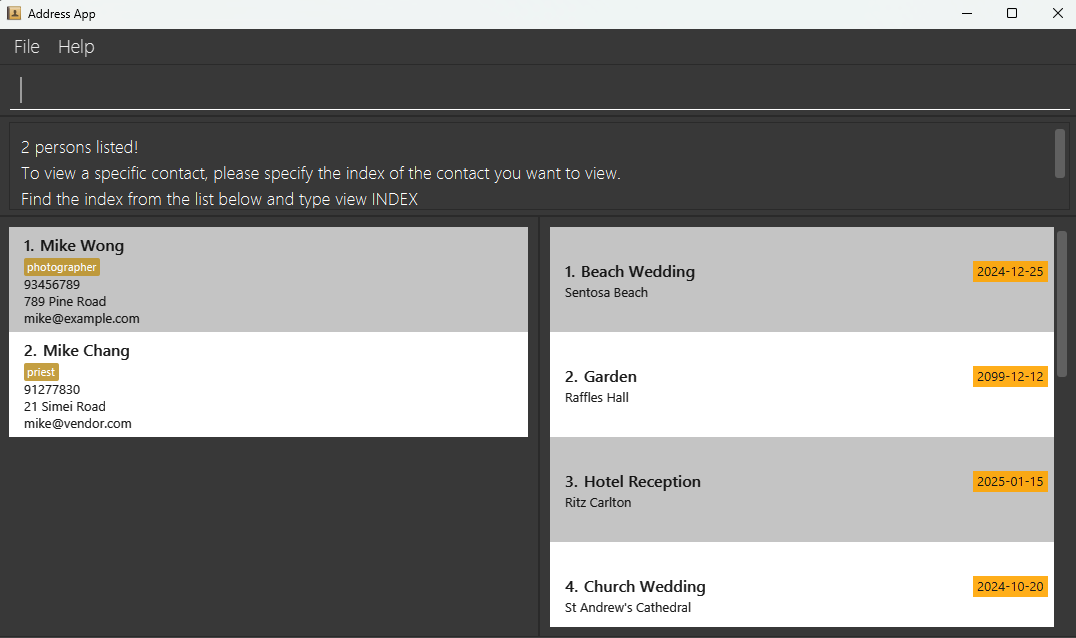 Address App
File Help
2 persons listed!
To view a specific contact, please specify the index of the contact you want to view.
Find the index from the list below and type view INDEX
1. Mike Wong
photographer
93456789
789 Pine Road
mike@example.com
2. Mike Chang
priest
91277830
21 Simei Road
mike@vendor.com
1. Beach Wedding
2024-12-25
Sentosa Beach
2. Garden
2099-12-12
Raffles Hall
3. Hotel Reception
2025-01-15
Ritz Carlton
4. Church Wedding
2024-10-20
St Andrew's Cathedral